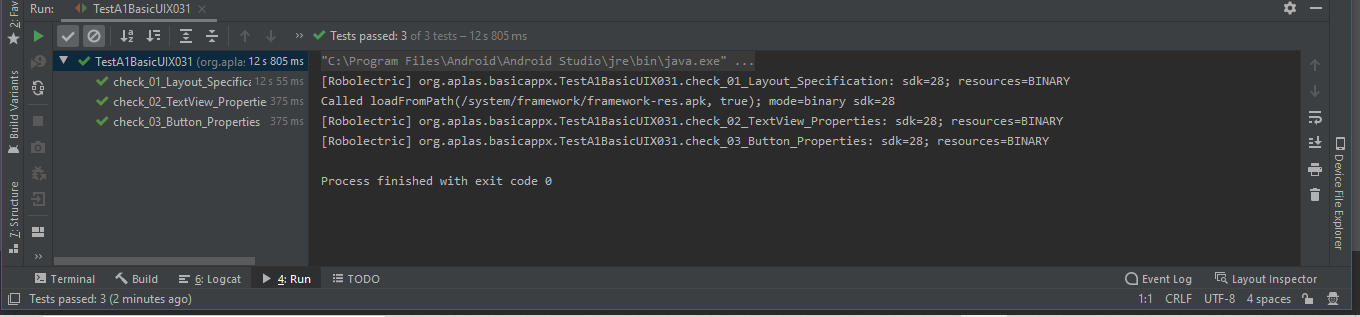 Run: TestA1BasicUIX031
Tests passed: 3 of 3 tests – 12 s 805 ms
TestA1BasicUIX031 (org.aplas. 12 s 805 ms
check_01_Layout_Specifica 12 s 55 ms
check_02_TextView_Propertie 375 ms
check_03_Button_Properties 375 ms
"C:\Program Files\Android\Android Studio\jre\bin\java.exe" ...
[Robolectric] org.aplas.basicappx.TestA1BasicUIX031.check_01_Layout_Specification: sdk=28; resources=BINARY
Called loadFromPath(/system/framework/framework-res.apk, true); mode=binary sdk=28
[Robolectric] org.aplas.basicappx.TestA1BasicUIX031.check_02_TextView_Properties: sdk=28; resources=BINARY
[Robolectric] org.aplas.basicappx.TestA1BasicUIX031.check_03_Button_Properties: sdk=28; resources=BINARY
Process finished with exit code 0
2: Fav
Build Variants
7: Structure
Device File Explorer
Terminal Build 6: Logcat 4: Run TODO Event Log Layout Inspector
Tests passed: 3 (2 minutes ago) 1:1 CRLF UTF-8 4 spaces